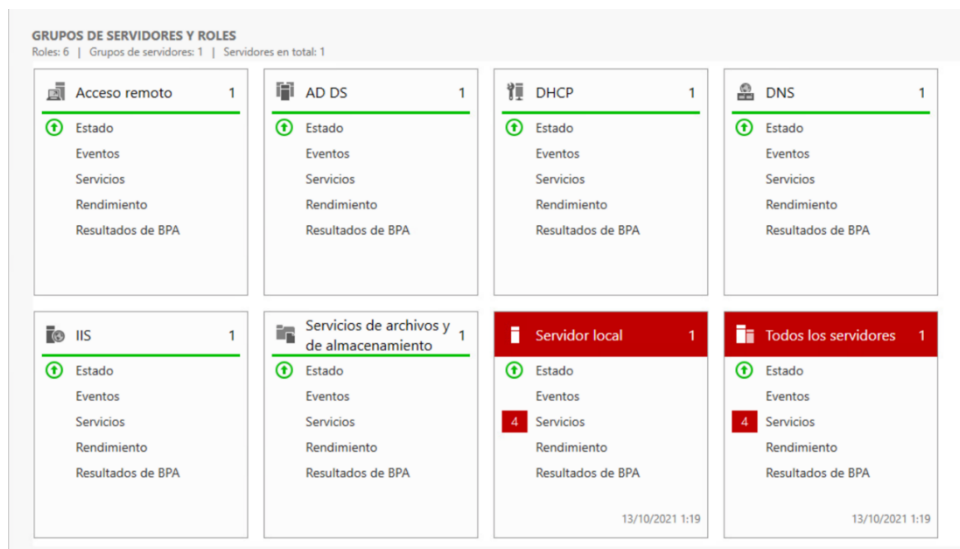 GRUPOS DE SERVIDORES Y ROLES
Roles: 6 | Grupos de servidores: 1 | Servidores en total: 1
Acceso remoto 1
Estado
Eventos
Servicios
Rendimiento
Resultados de BPA
AD DS 1
Estado
Eventos
Servicios
Rendimiento
Resultados de BPA
DHCP 1
Estado
Eventos
Servicios
Rendimiento
Resultados de BPA
DNS 1
Estado
Eventos
Servicios
Rendimiento
Resultados de BPA
IIS 1
Estado
Eventos
Servicios
Rendimiento
Resultados de BPA
Servicios de archivos y
de almacenamiento 1
Estado
Eventos
Servicios
Rendimiento
Resultados de BPA
Servidor local 1
Estado
Eventos
4 Servicios
Rendimiento
Resultados de BPA
13/10/2021 1:19
Todos los servidores 1
Estado
Eventos
4 Servicios
Rendimiento
Resultados de BPA
13/10/2021 1:19